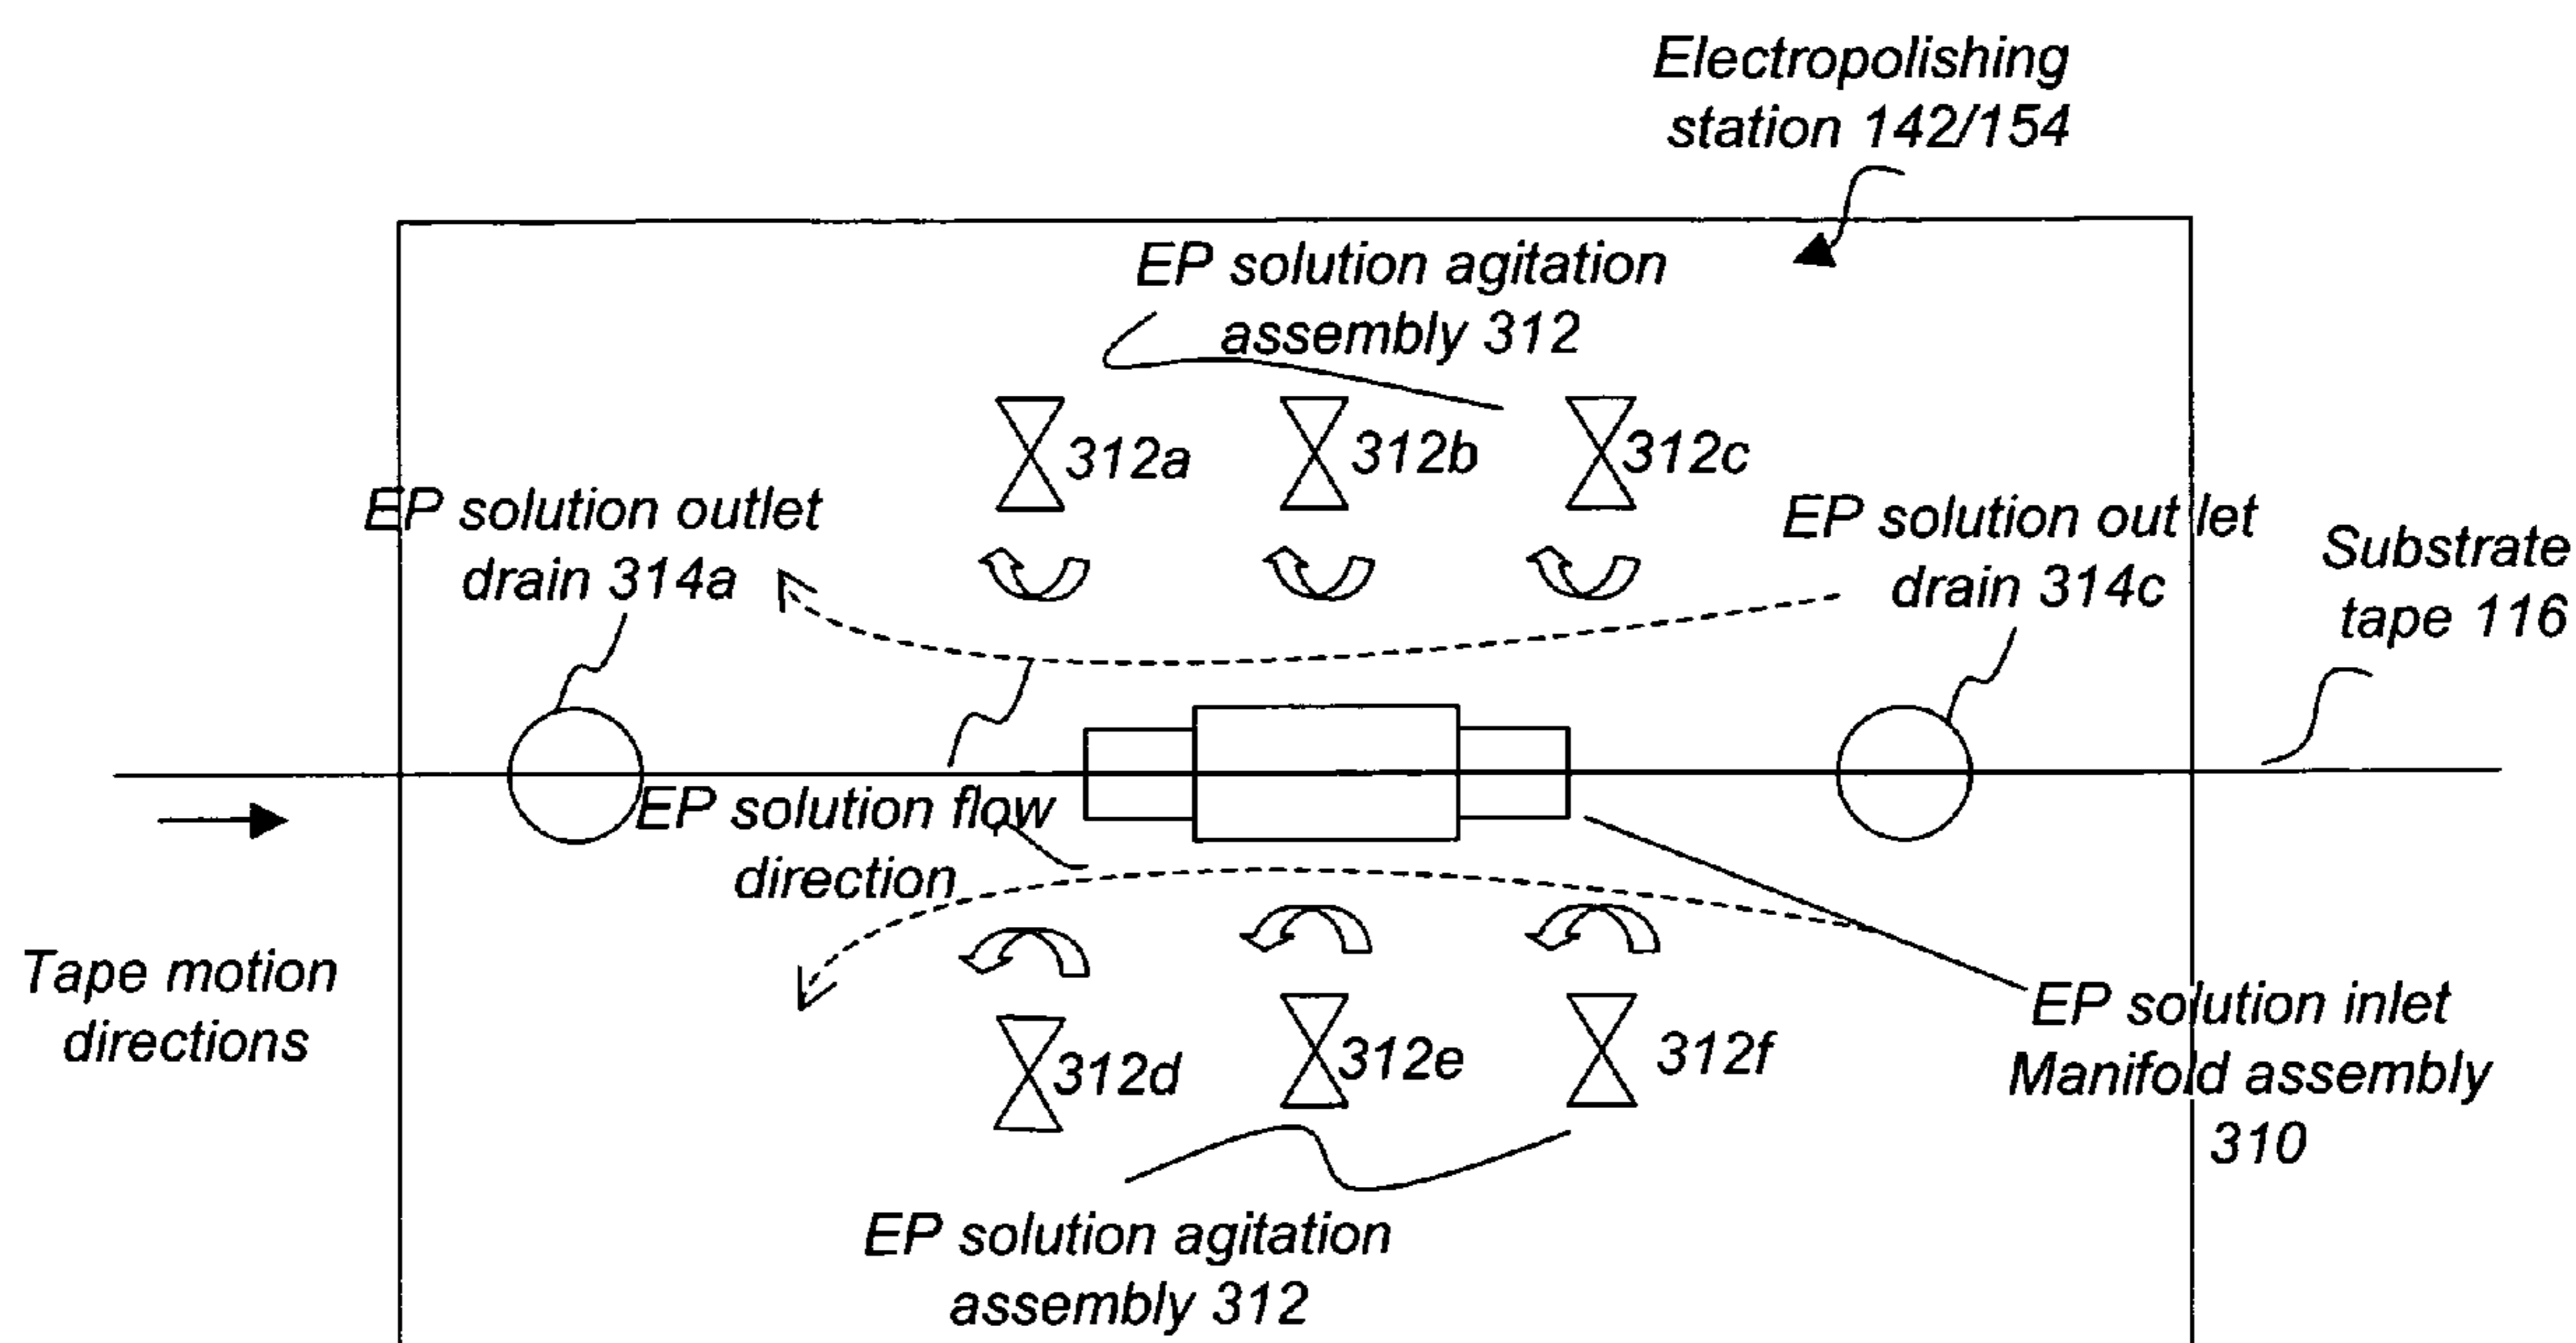 Electropolishing
station 142/154
EP solution agitation
assembly 312
312a
312b
312c
EP solution outlet
drain 314a
EP solution out let
drain 314c
Substrate
tape 116
EP solution flow
direction
Tape motion
directions
312d
312e
312f
EP solution inlet
Manifold assembly
310
EP solution agitation
assembly 312